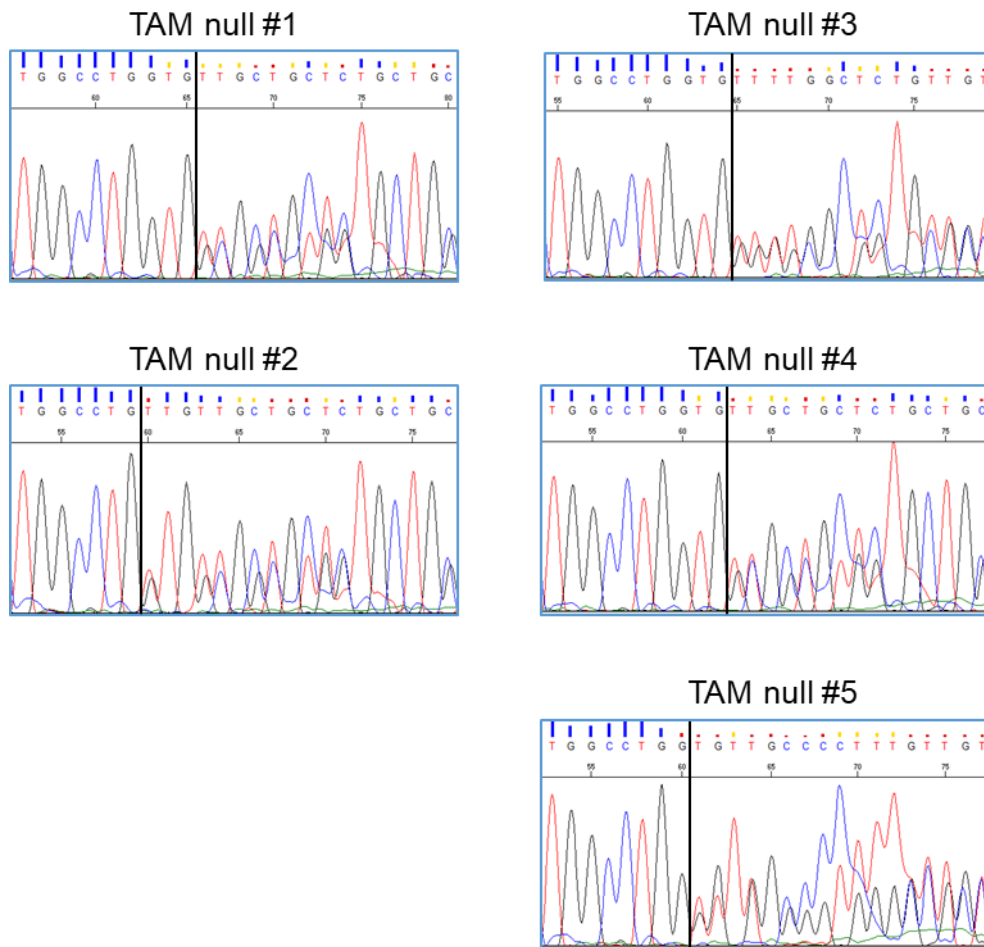 TAM null #1
T G G C C T G G T G T T G C T G C T C T G C T G C
60 65 70 75 80
TAM null #3
T G G C C T G G T G T T T T G G C T C T G T T G T
55 60 65 70 75
TAM null #2
T G G C C T G T T G T T G C T G C T C T G C T G C
55 60 65 70 75
TAM null #4
T G G C C T G G T G T T G C T G C T C T G C T G C
55 60 65 70 75
TAM null #5
T G G C C T G G T G T T G C C C C T T T G T T G T
55 60 65 70 75